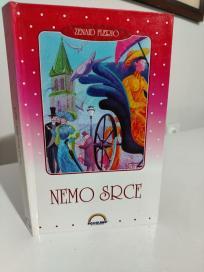 ZENAID FLERIO
NEMO SRCE